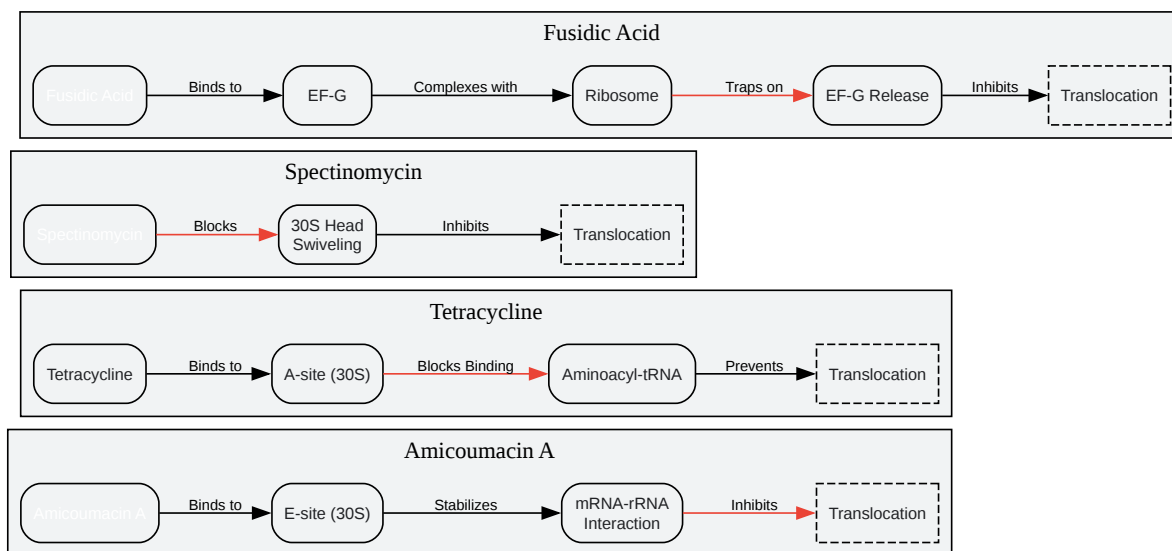 Fusidic Acid
Fusidic Acid
Binds to
EF-G
Complexes with
Ribosome
Traps on
EF-G Release
Inhibits
Translocation
Spectinomycin
Spectinomycin
Blocks
30S Head
Swiveling
Inhibits
Translocation
Tetracycline
Tetracycline
Binds to
A-site (30S)
Blocks Binding
Aminoacyl-tRNA
Prevents
Translocation
Amicoumacin A
Amicoumacin A
Binds to
E-site (30S)
Stabilizes
mRNA-rRNA
Interaction
Inhibits
Translocation